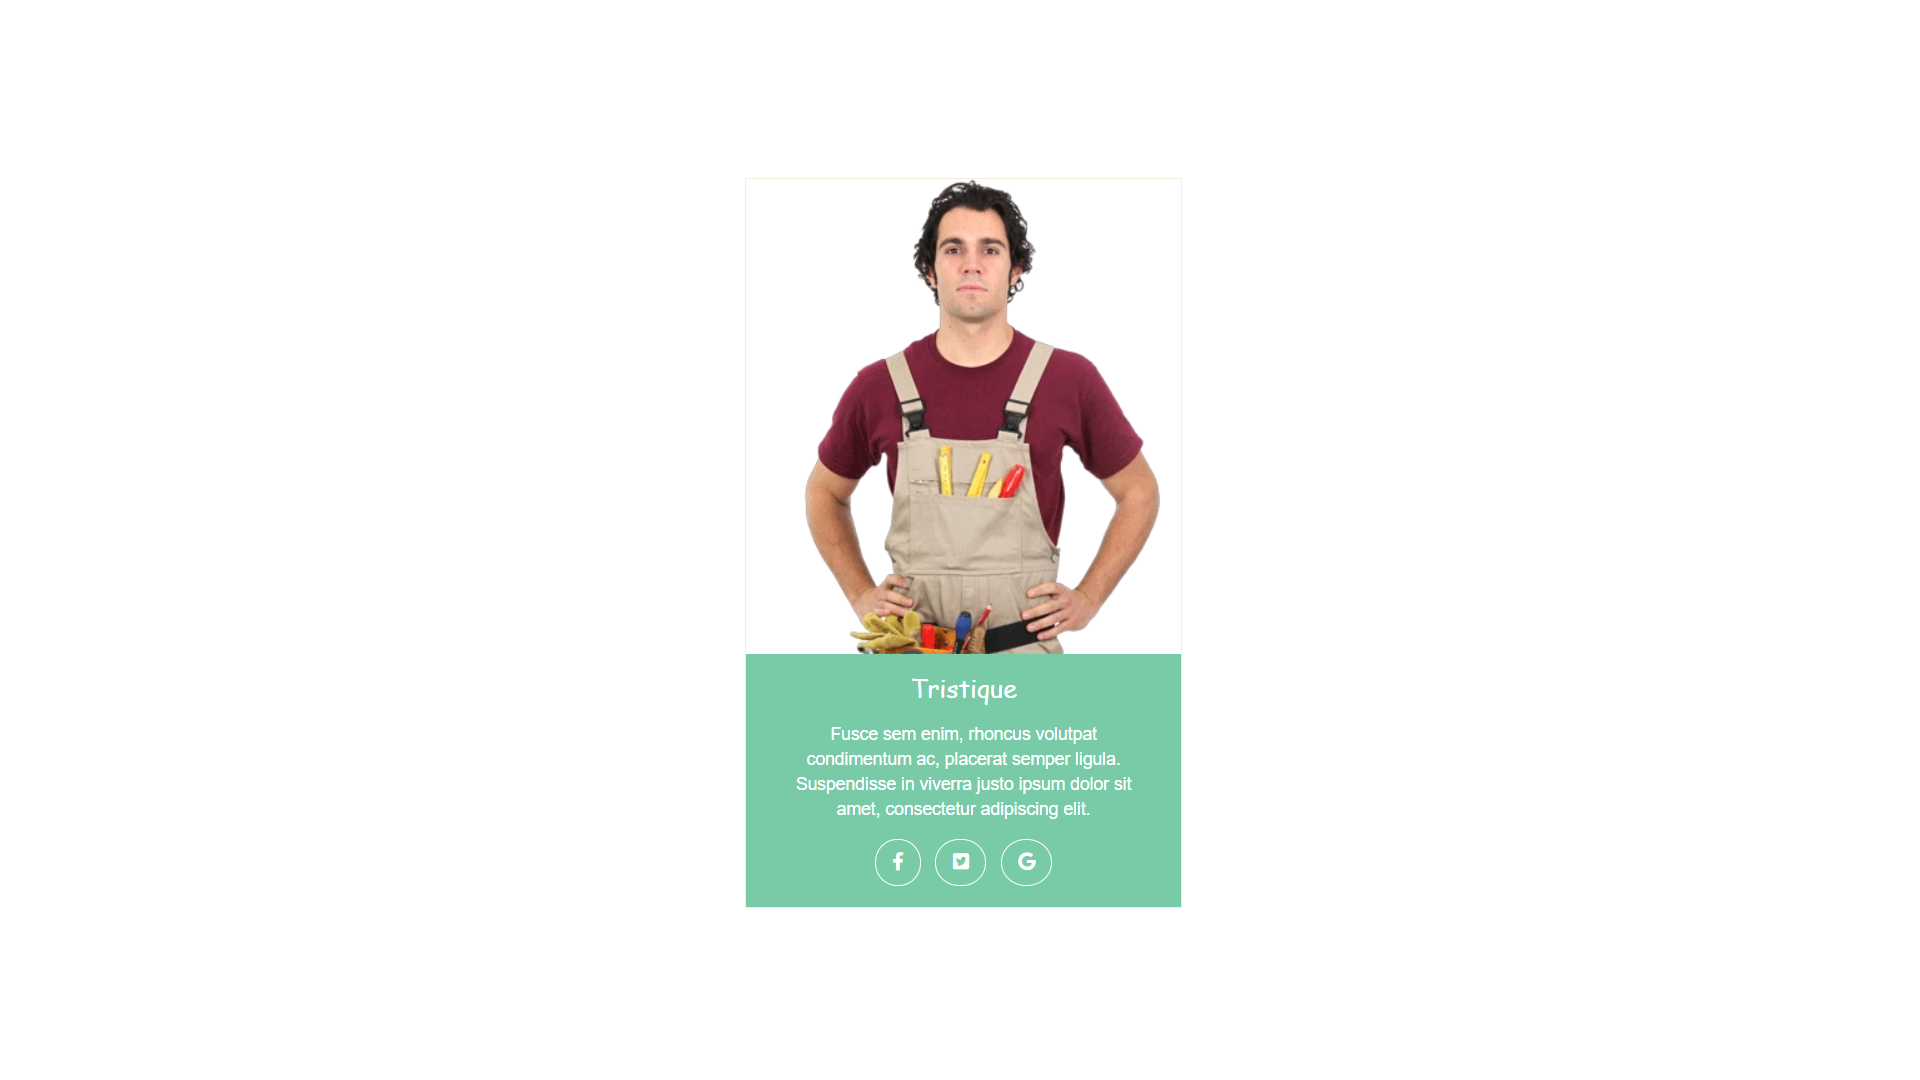 Tristique
Fusce sem enim, rhoncus volutpat
condimentum ac, placerat semper ligula.
Suspendisse in viverra justo ipsum dolor sit
amet, consectetur adipiscing elit.